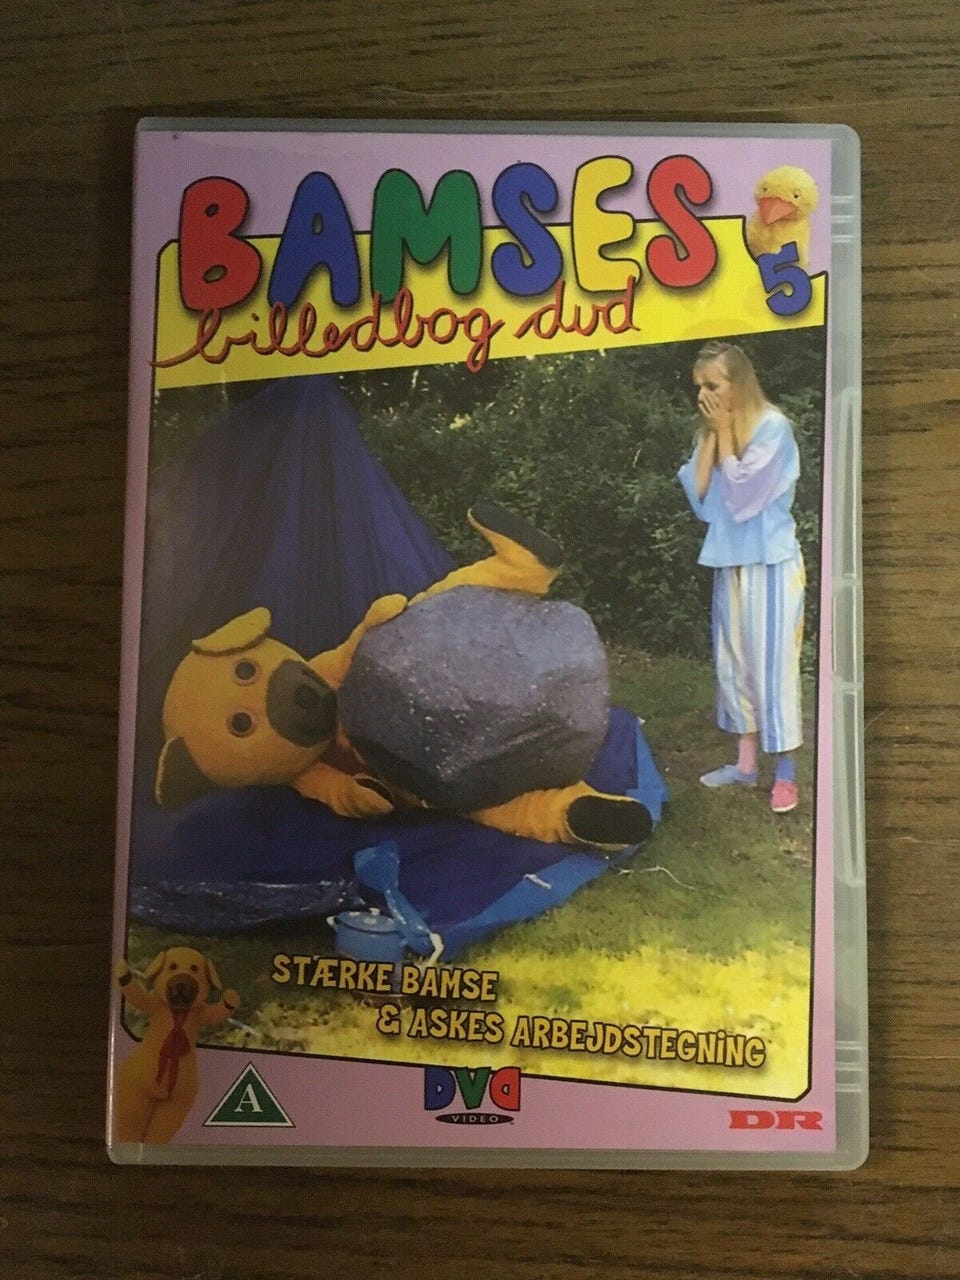 BAMSES
billedbog dvd
5
STÆRKE BAMSE
& ASKES ARBEJDSTEGNiNG
A
DVD
VIDEO
DR